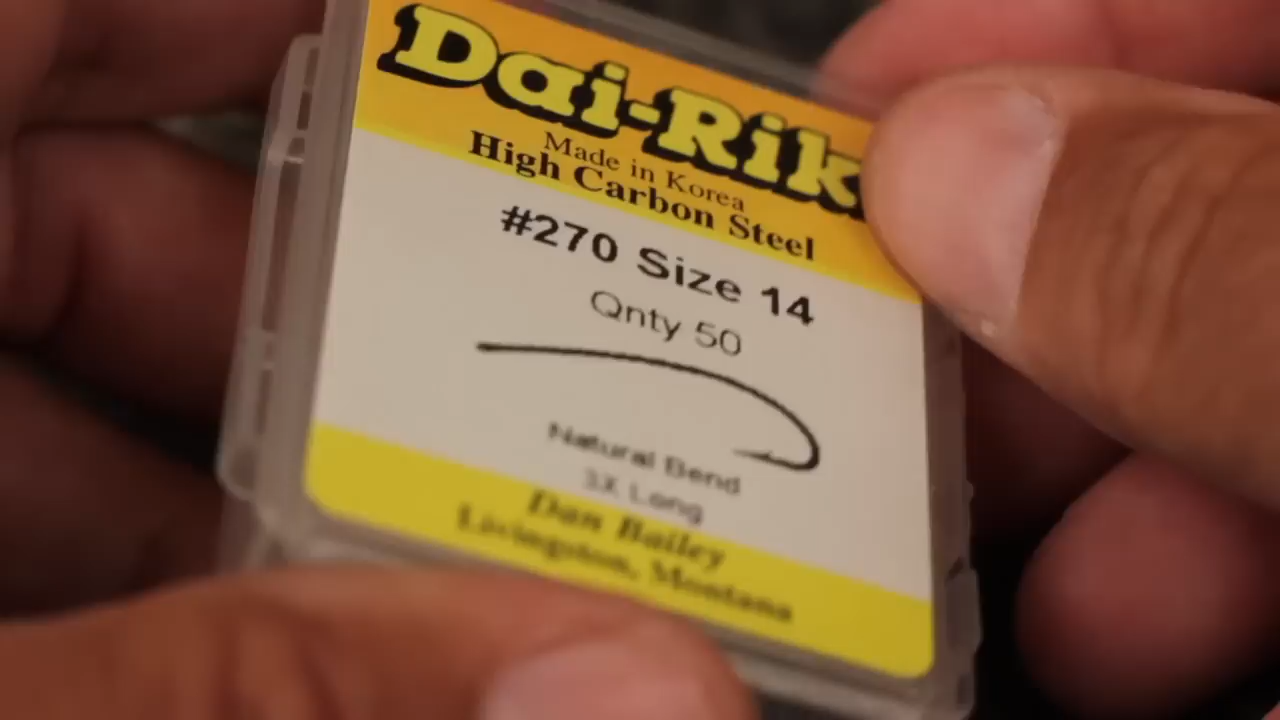 Dai-Rik
Made in Korea
High Carbon Steel
#270 Size 14
Qnty 50
Natural Bend
3X Long
Dan Bailey
Livingston, Montana